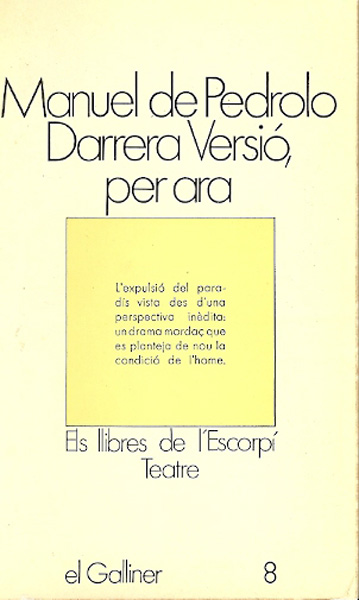 Manuel de Pedrolo
Darrera Versió,
per ara
L'expulsió del para-
dís vista des d'una
perspectiva inèdita:
un drama mordaç que
es planteja de nou la
condició de l'home.
Els llibres de l'Escorpí
Teatre
el Galliner 8